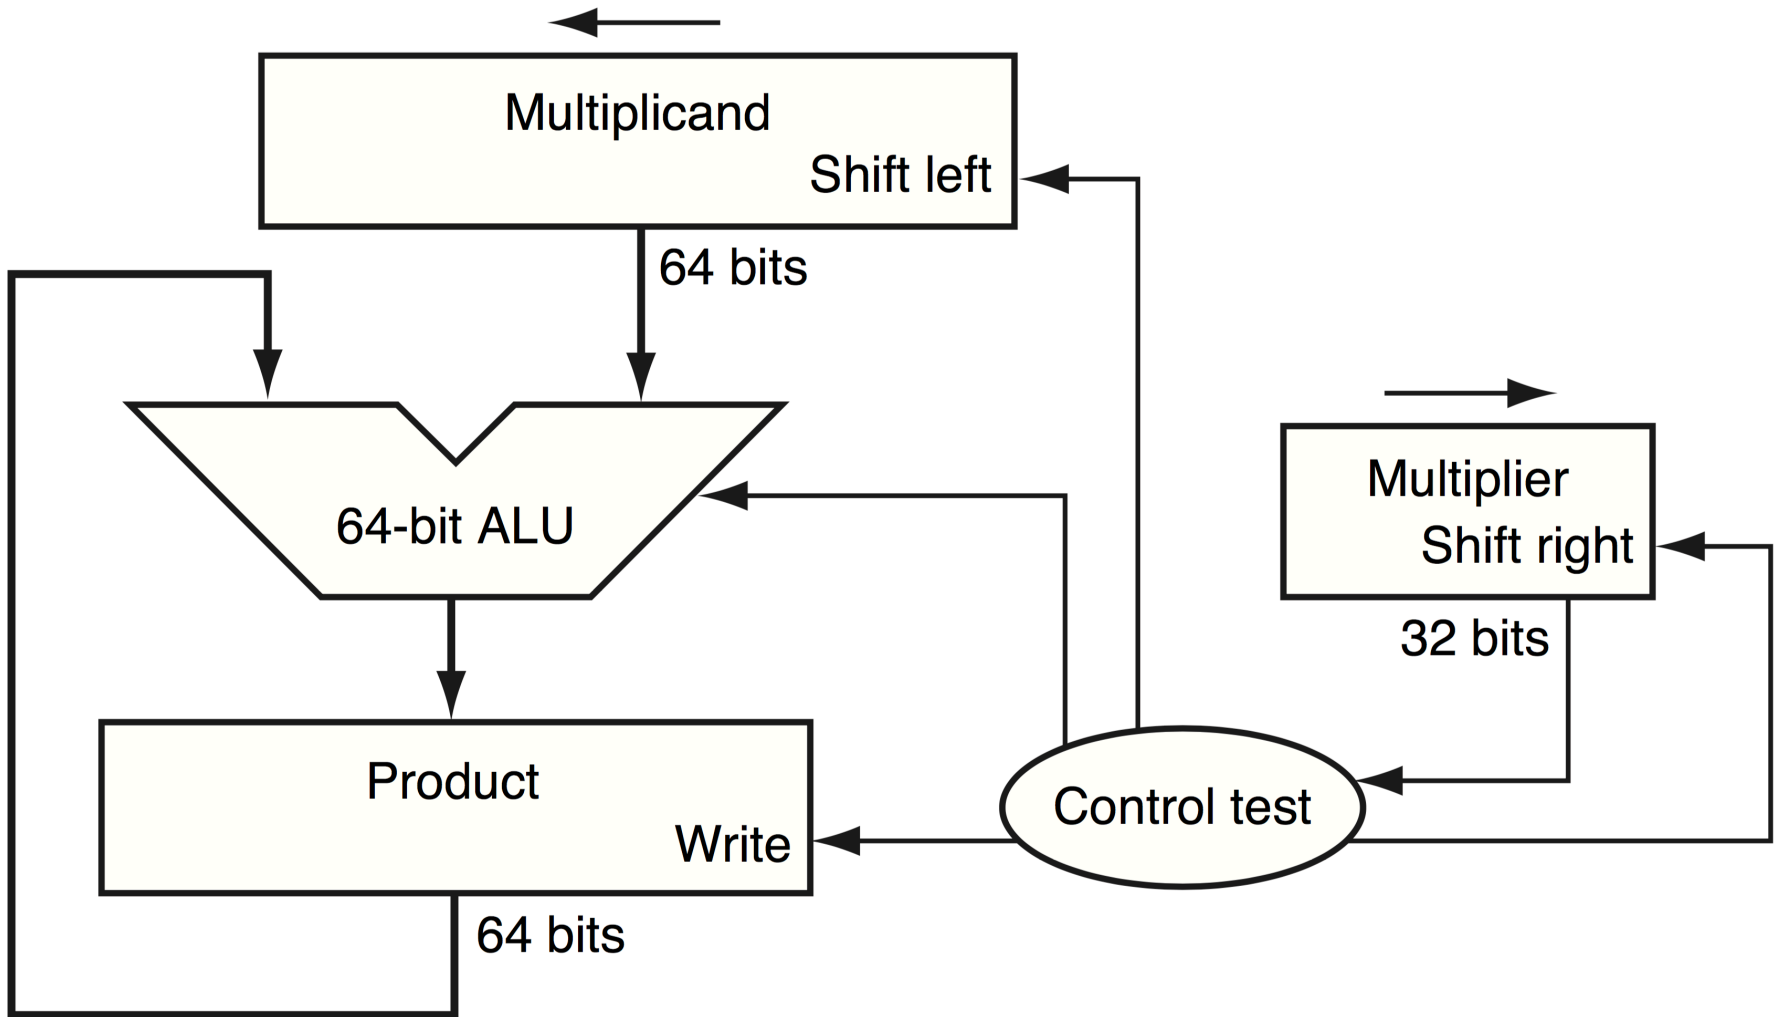 Multiplicand
Shift left
64 bits
64-bit ALU
Multiplier
Shift right
32 bits
Product
Write
Control test
64 bits